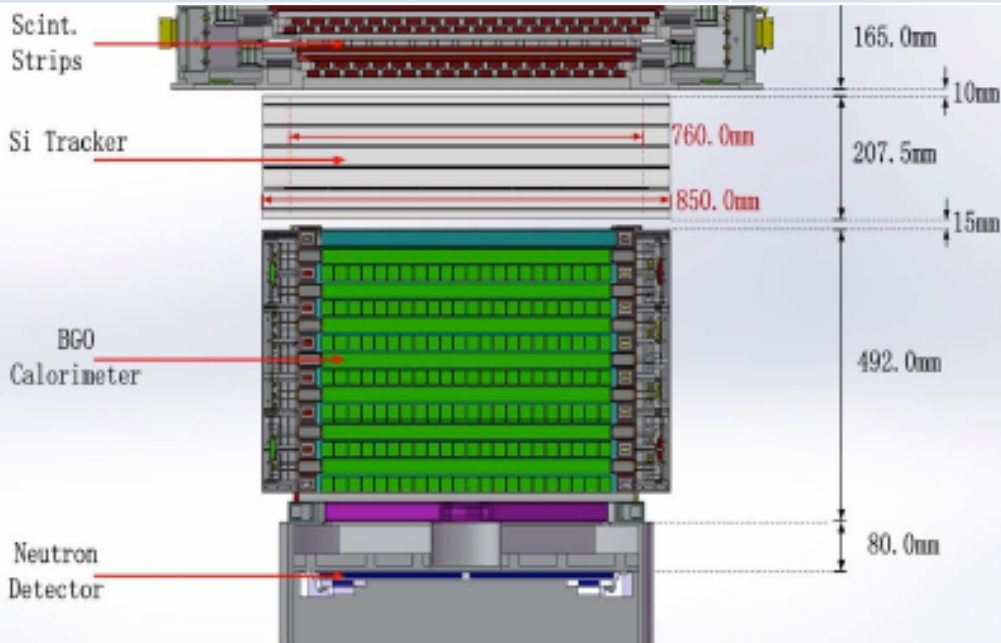 Scint.
Strips
165.0mm
10mm
Si Tracker
760.0mm
207.5mm
850.0mm
15mm
BGO
Calorimeter
492.0mm
Neutron
Detector
80.0mm